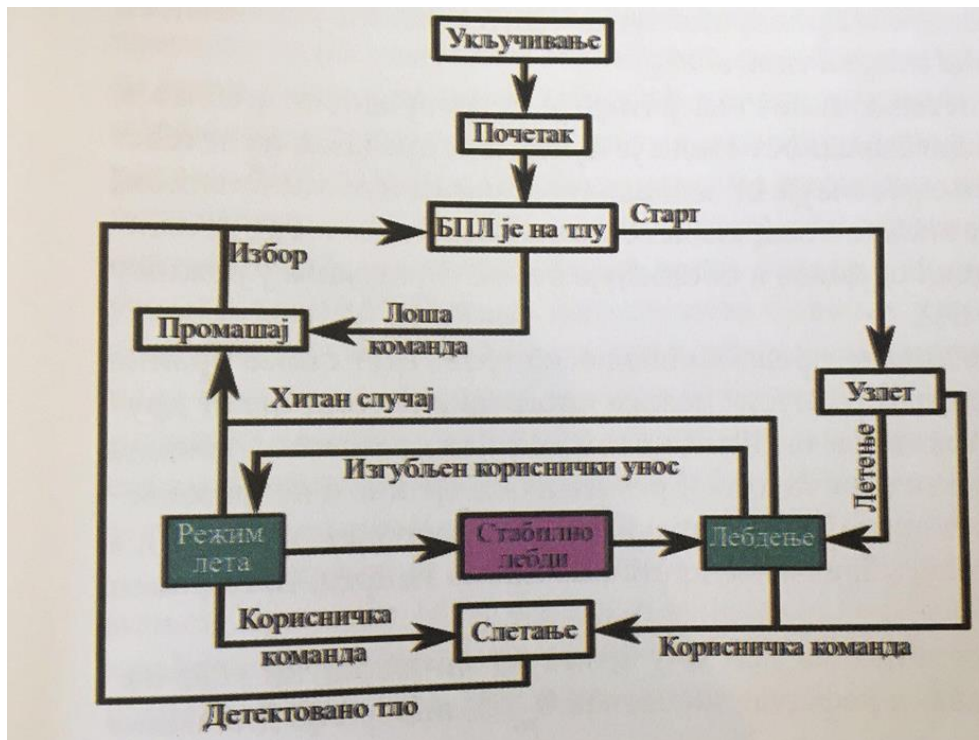 Укључивање
Почетак
БПЛ је на тлу
Старт
Избор
Промашај
Лоша
команда
Узлет
Хитан случај
Летење
Изгубљен кориснички унос
Режим
лета
Стабилно
лебди
Лебдење
Корисничка
команда
Слетање
Корисничка команда
Детектовано тло